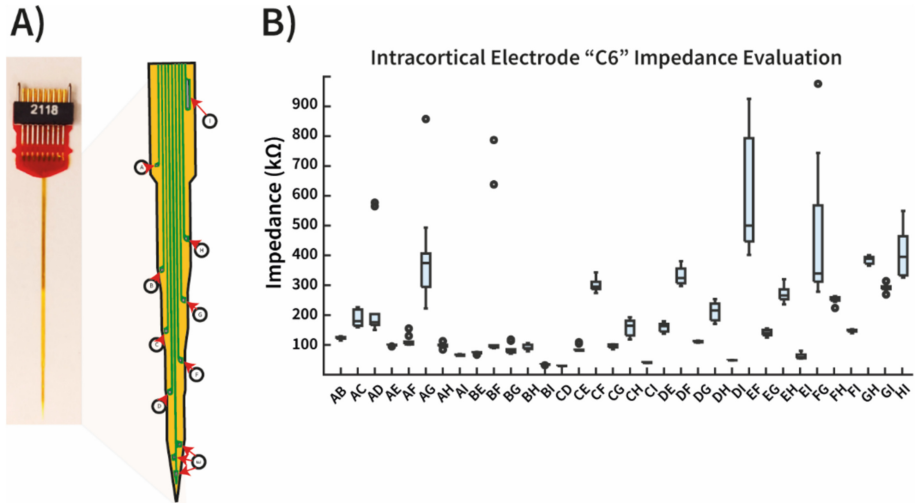 A)
B)
2118
Intracortical Electrode “C6” Impedance Evaluation
Impedance (kΩ)
900
800
700
600
500
400
300
200
100
A
B
C
D
F
G
H
AB AC AD AE AF AG AH AI BE BF BG BH BI CD CE CF CG CH CI DE DF DG DH DI EF EG EH EI FG FH FI GH GI HI